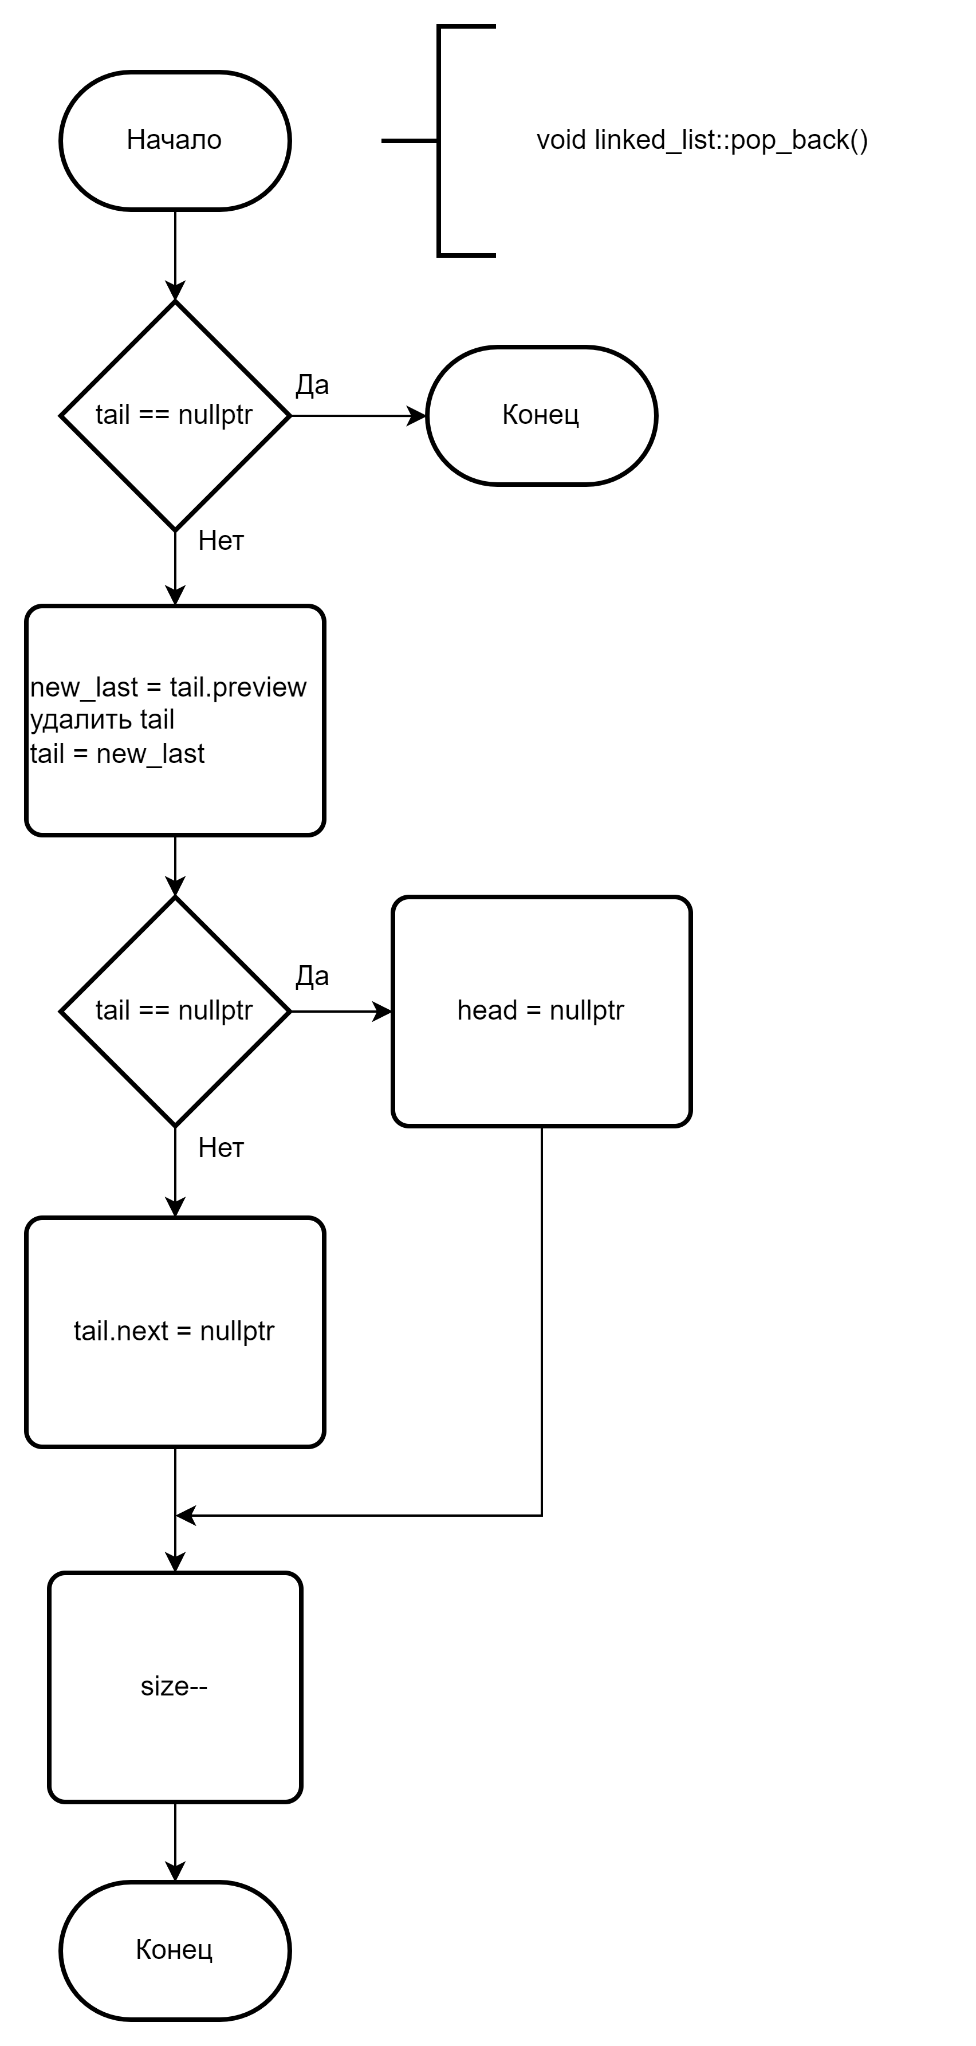 Начало
void linked_list::pop_back()
tail == nullptr
Да
Конец
Нет
new_last = tail.preview
удалить tail
tail = new_last
tail == nullptr
Да
head = nullptr
Нет
tail.next = nullptr
size--
Конец